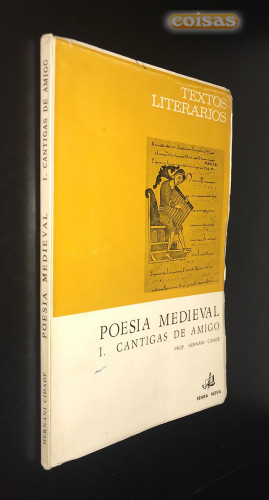 coisas
TEXTOS
LITERÁRIOS
POESIA MEDIEVAL
I. CANTIGAS DE AMIGO
PROF. HERNÂNI CIDADE
SEARA NOVA
HERNÂNI CIDADE POESIA MEDIEVAL I. CANTIGAS DE AMIGO